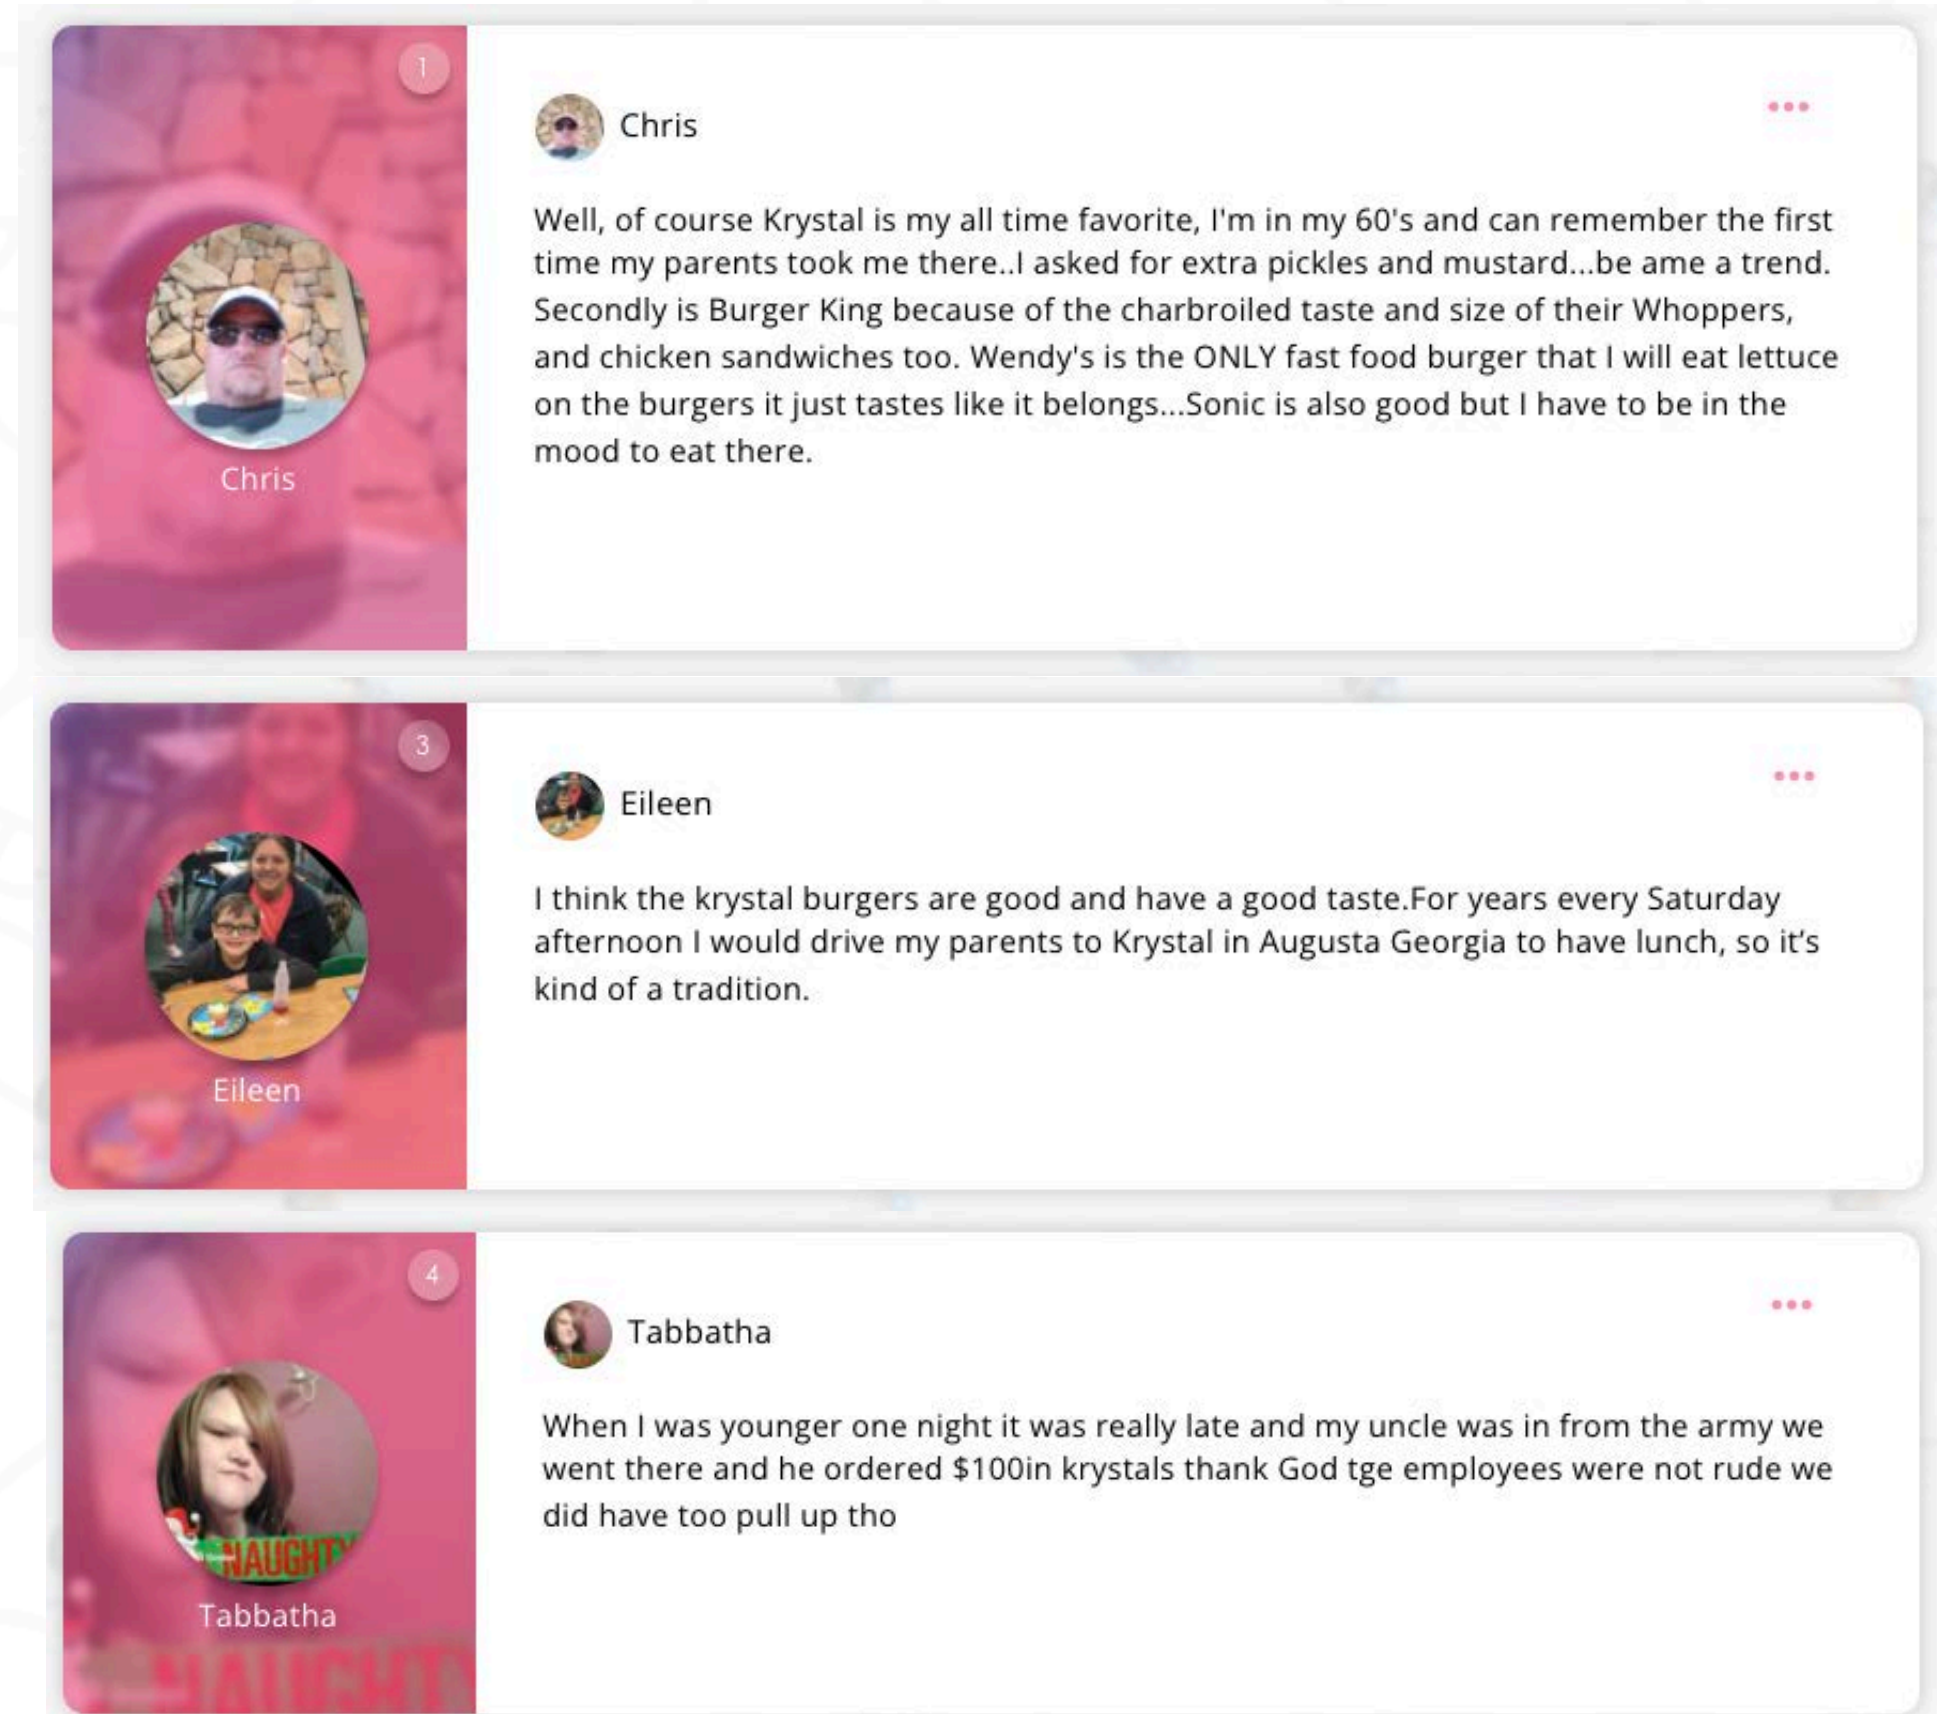 1
Chris
Chris
Well, of course Krystal is my all time favorite, I'm in my 60's and can remember the first
time my parents took me there..I asked for extra pickles and mustard...be ame a trend.
Secondly is Burger King because of the charbroiled taste and size of their Whoppers,
and chicken sandwiches too. Wendy's is the ONLY fast food burger that I will eat lettuce
on the burgers it just tastes like it belongs...Sonic is also good but I have to be in the
mood to eat there.
3
Eileen
Eileen
I think the krystal burgers are good and have a good taste.For years every Saturday
afternoon I would drive my parents to Krystal in Augusta Georgia to have lunch, so it’s
kind of a tradition.
4
NAUGHTY
Tabbatha
NAUGHTY
Tabbatha
When I was younger one night it was really late and my uncle was in from the army we
went there and he ordered $100in krystals thank God tge employees were not rude we
did have too pull up tho